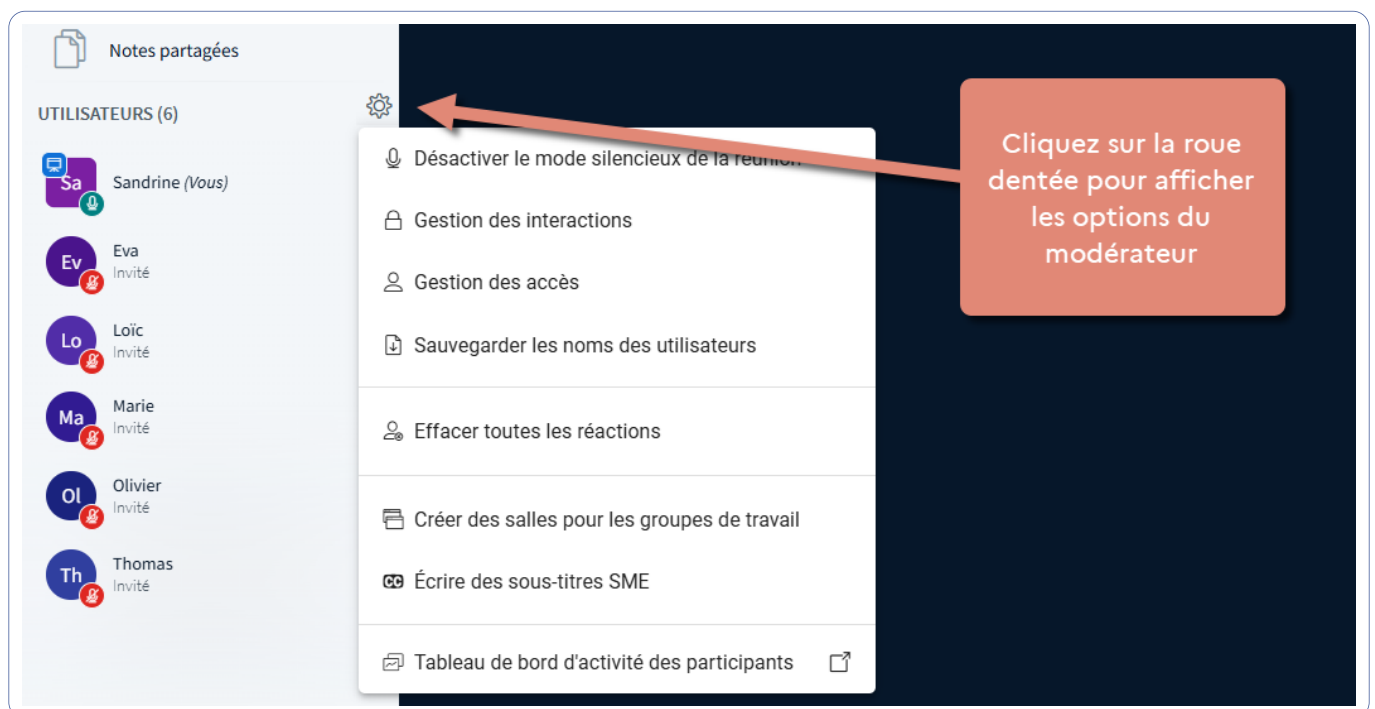 Notes partagées
UTILISATEURS (6)
Sa
Sandrine (Vous)
Ev
Eva
Invité
Lo
Loïc
Invité
Ma
Marie
Invité
Ol
Olivier
Invité
Th
Thomas
Invité
Désactiver le mode silencieux de la réunion
Gestion des interactions
Gestion des accès
Sauvegarder les noms des utilisateurs
Effacer toutes les réactions
Créer des salles pour les groupes de travail
CC Écrire des sous-titres SME
Tableau de bord d'activité des participants
Cliquez sur la roue
dentée pour afficher
les options du
modérateur